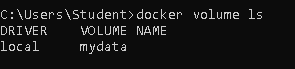 C:\Users\Student>docker volume ls
DRIVER    VOLUME NAME
local     mydata